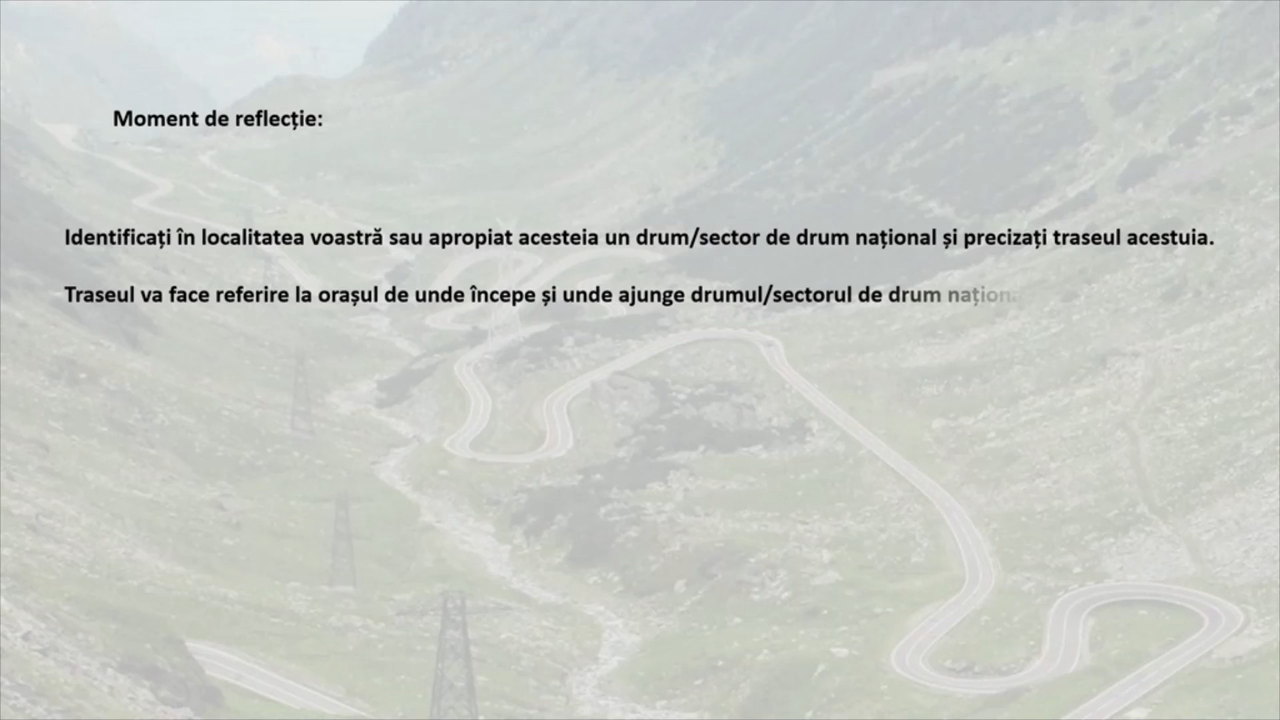 Moment de reflecție:
Identificați în localitatea voastră sau apropiat acesteia un drum/sector de drum național și precizați traseul acestuia.
Traseul va face referire la orașul de unde începe și unde ajunge drumul/sectorul de drum